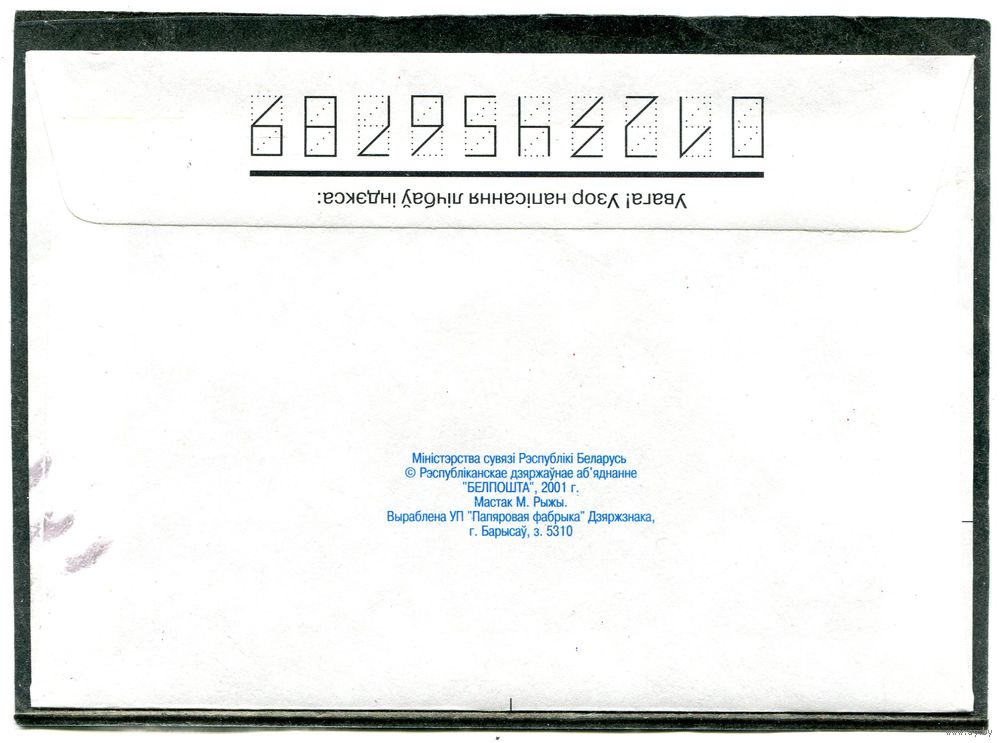 Увага! Узор напісання лічбаў індэкса:
0123456789
Міністэрства сувязі Рэспублікі Беларусь
© Рэспубліканскае дзяржаўнае аб'яднанне
"БЕЛПОШТА", 2001 г.
Мастак М. Рыжы.
Выраблена УП "Папяровая фабрыка" Дзяржзнака,
г. Барысаў, з. 5310